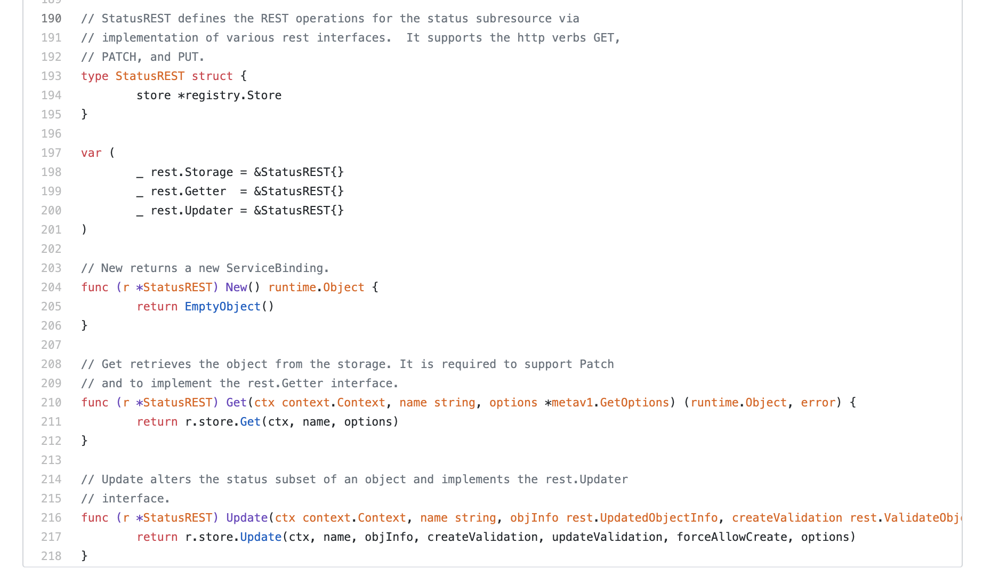 190 // StatusREST defines the REST operations for the status subresource via
191 // implementation of various rest interfaces.  It supports the http verbs GET,
192 // PATCH, and PUT.
193 type StatusREST struct {
194         store *registry.Store
195 }
196
197 var (
198         _ rest.Storage = &StatusREST{}
199         _ rest.Getter  = &StatusREST{}
200         _ rest.Updater = &StatusREST{}
201 )
202
203 // New returns a new ServiceBinding.
204 func (r *StatusREST) New() runtime.Object {
205         return EmptyObject()
206 }
207
208 // Get retrieves the object from the storage. It is required to support Patch
209 // and to implement the rest.Getter interface.
210 func (r *StatusREST) Get(ctx context.Context, name string, options *metav1.GetOptions) (runtime.Object, error) {
211         return r.store.Get(ctx, name, options)
212 }
213
214 // Update alters the status subset of an object and implements the rest.Updater
215 // interface.
216 func (r *StatusREST) Update(ctx context.Context, name string, objInfo rest.UpdatedObjectInfo, createValidation rest.ValidateObj
217         return r.store.Update(ctx, name, objInfo, createValidation, updateValidation, forceAllowCreate, options)
218 }